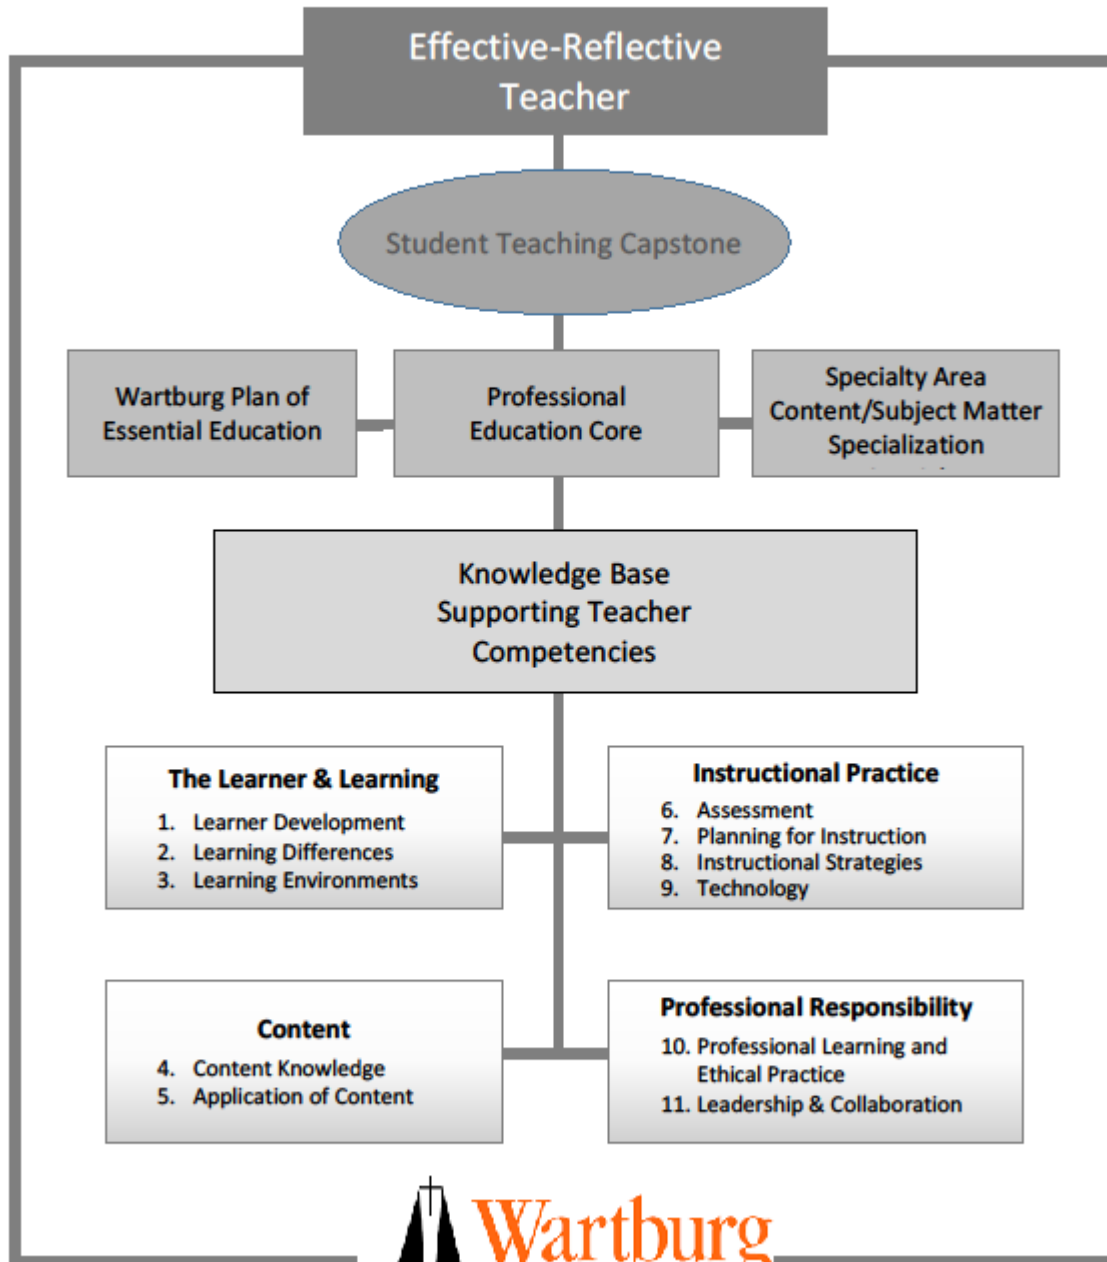 Effective-Reflective
Teacher
Student Teaching Capstone
Wartburg Plan of
Essential Education
Professional
Education Core
Specialty Area
Content/Subject Matter
Specialization
Knowledge Base
Supporting Teacher
Competencies
The Learner & Learning
1. Learner Development
2. Learning Differences
3. Learning Environments
Instructional Practice
6. Assessment
7. Planning for Instruction
8. Instructional Strategies
9. Technology
Content
4. Content Knowledge
5. Application of Content
Professional Responsibility
10. Professional Learning and
Ethical Practice
11. Leadership & Collaboration
Wartburg